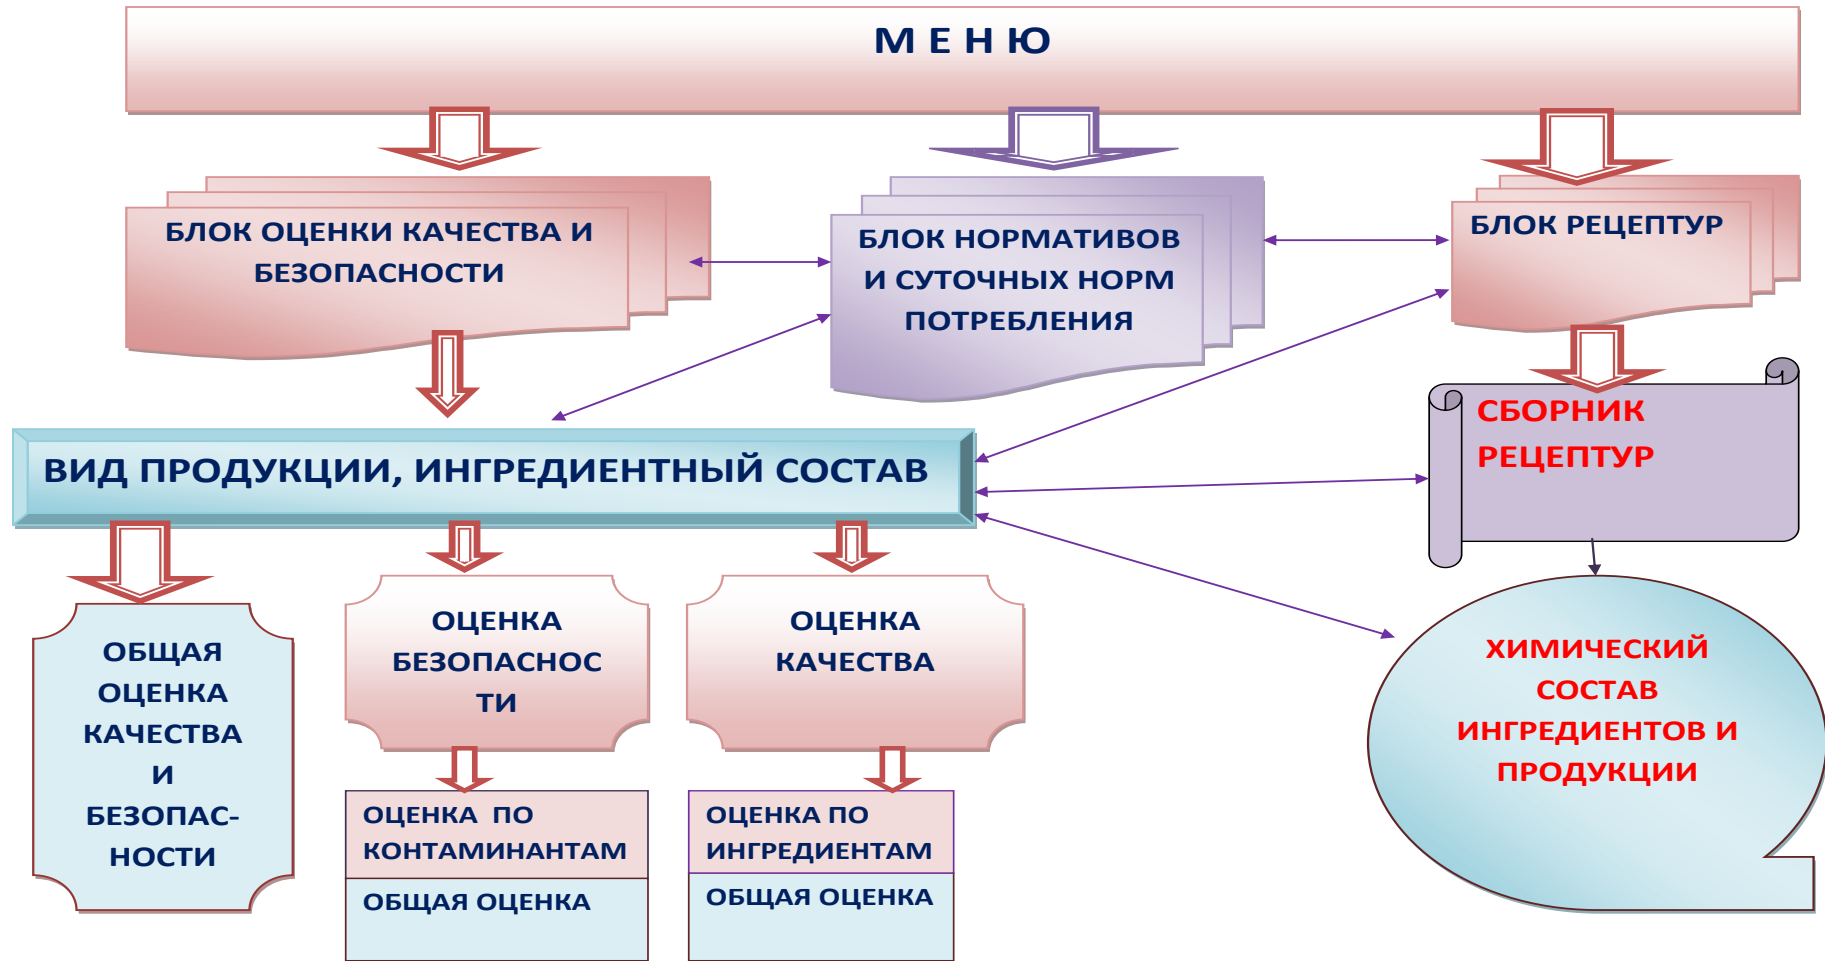 М Е Н Ю
БЛОК ОЦЕНКИ КАЧЕСТВА И
БЕЗОПАСНОСТИ
БЛОК НОРМАТИВОВ
И СУТОЧНЫХ НОРМ
ПОТРЕБЛЕНИЯ
БЛОК РЕЦЕПТУР
СБОРНИК
РЕЦЕПТУР
ВИД ПРОДУКЦИИ, ИНГРЕДИЕНТНЫЙ СОСТАВ
ОБЩАЯ
ОЦЕНКА
КАЧЕСТВА
И
БЕЗОПАС-
НОСТИ
ОЦЕНКА
БЕЗОПАСНОС
ТИ
ОЦЕНКА
КАЧЕСТВА
ХИМИЧЕСКИЙ
СОСТАВ
ИНГРЕДИЕНТОВ И
ПРОДУКЦИИ
ОЦЕНКА  ПО
КОНТАМИНАНТАМ
ОБЩАЯ ОЦЕНКА
ОЦЕНКА ПО
ИНГРЕДИЕНТАМ
ОБЩАЯ ОЦЕНКА